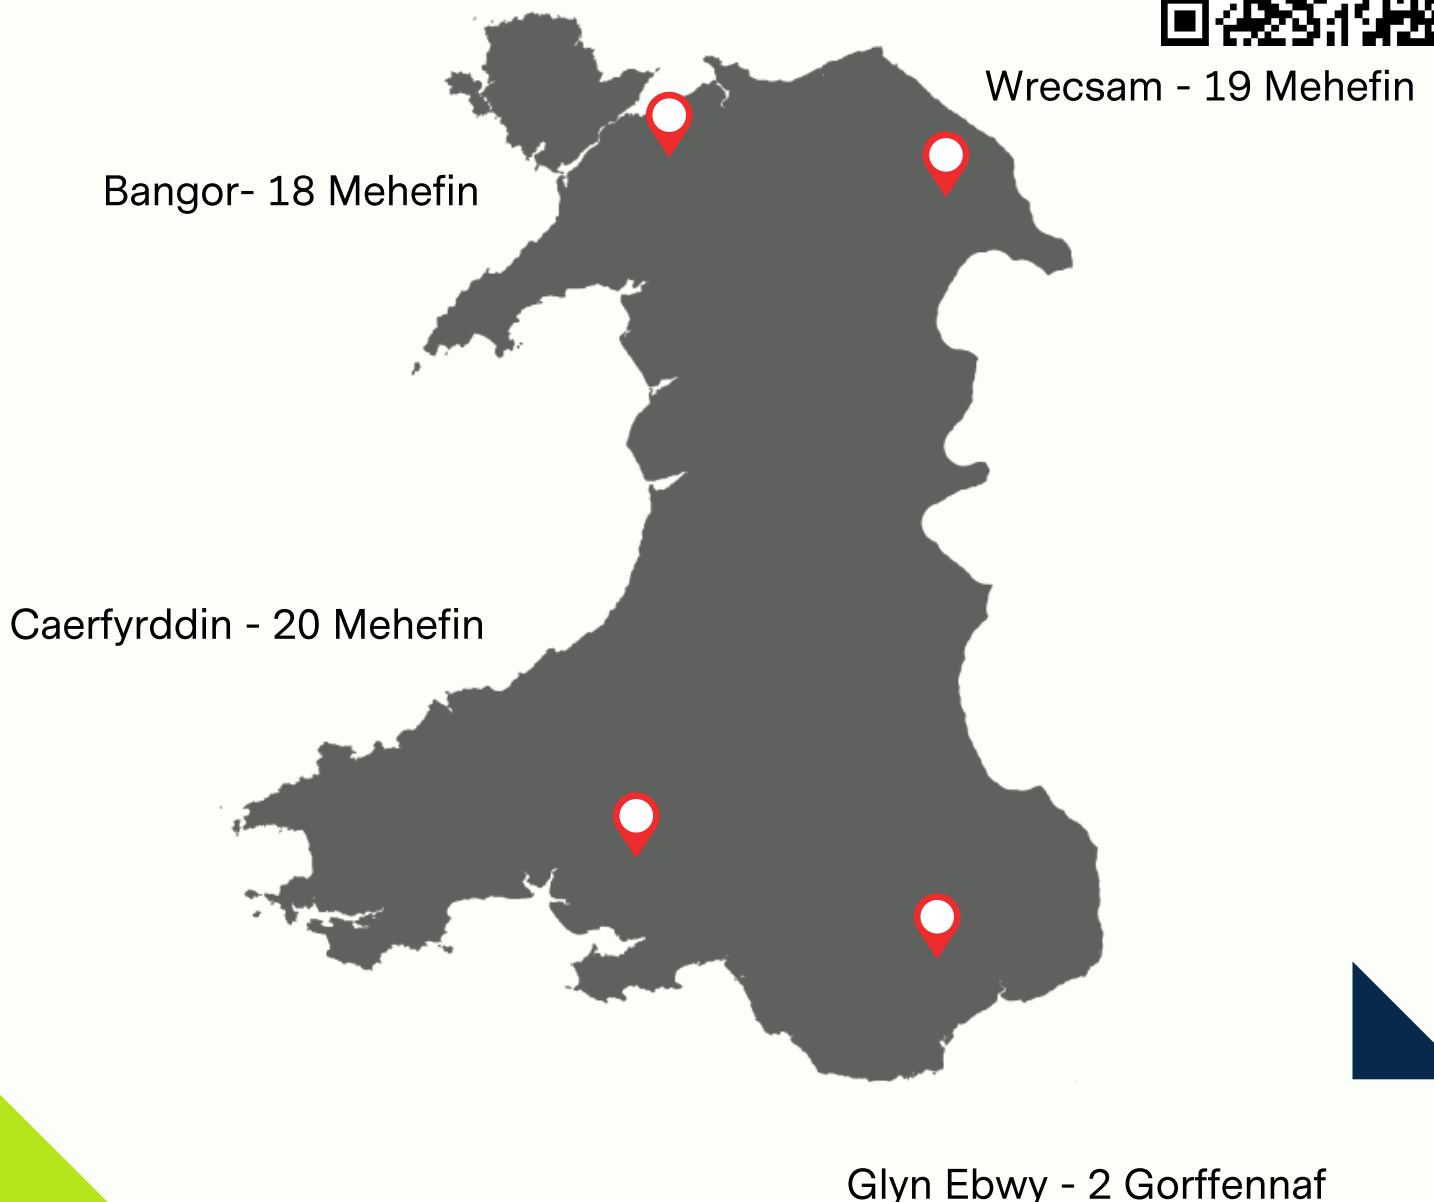 Wrecsam - 19 Mehefin
Bangor- 18 Mehefin
Caerfyrddin - 20 Mehefin
Glyn Ebwy - 2 Gorffennaf